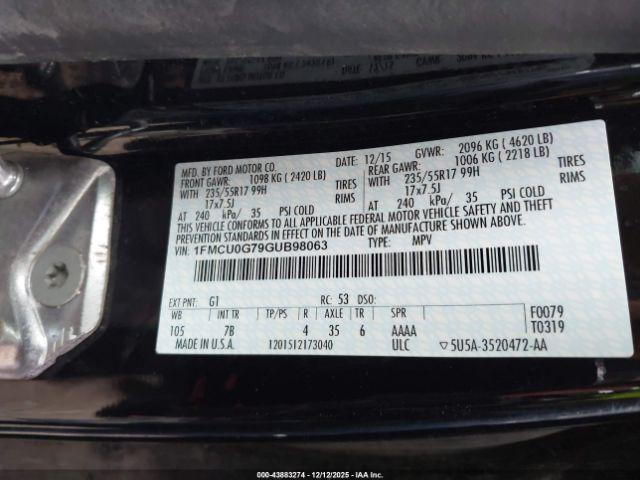 MFD. BY FORD MOTOR CO.
DATE: 12/15 GVWR: 2096 KG ( 4620 LB)
FRONT GAWR: 1098 KG ( 2420 LB) REAR GAWR: 1006 KG ( 2218 LB)
WITH 235/55R17 99H TIRES WITH 235/55R17 99H TIRES
17x7.5J RIMS 17x7.5J RIMS
AT 240 kPa/ 35 PSI COLD AT 240 kPa/ 35 PSI COLD
THIS VEHICLE CONFORMS TO ALL APPLICABLE FEDERAL MOTOR VEHICLE SAFETY AND THEFT
PREVENTION STANDARDS IN EFFECT ON THE DATE OF MANUFACTURE SHOWN ABOVE.
VIN: 1FMCU0G79GUB98063 TYPE: MPV
EXT PNT: G1 RC: 53 DSO:
WB INT TR TP/PS R AXLE TR SPR F0079
105 7B 4 35 6 AAAA T0319
MADE IN U.S.A. 1201512173040 ULC ▽5U5A-3520472-AA
000-43883274 - 12/12/2025 - IAA Inc.